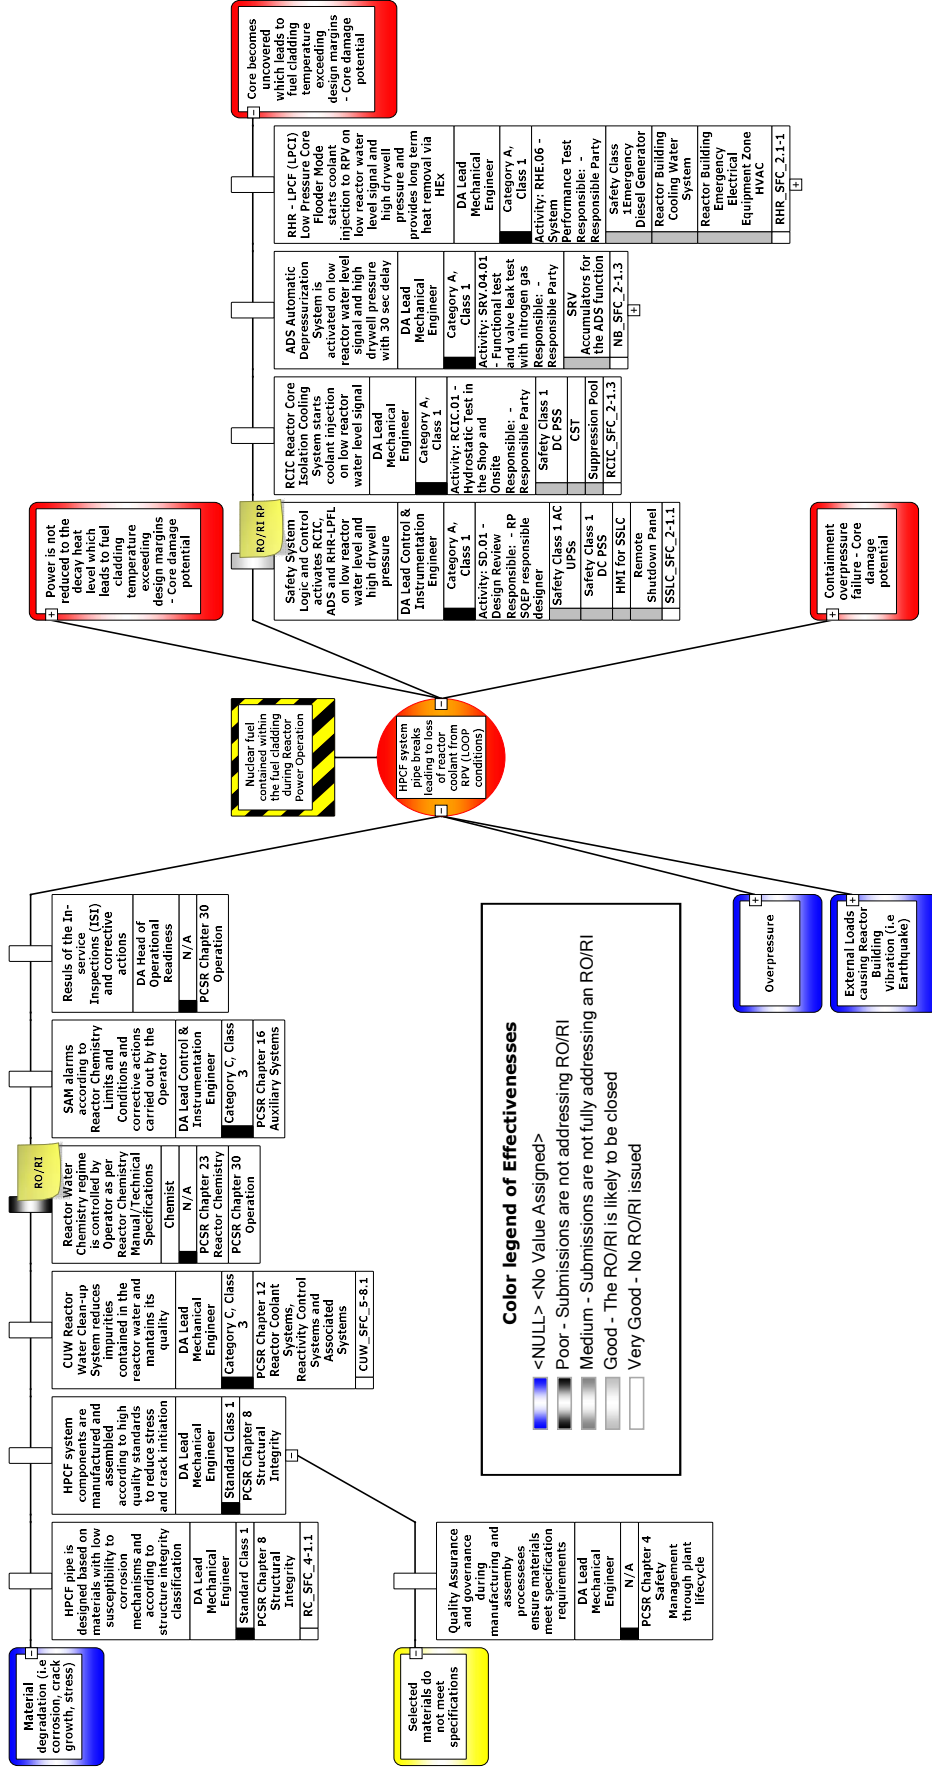 Material
degradation (i.e
corrosion, crack
growth, stress)
HPCF pipe is
designed based on
materials with low
susceptibility to
corrosion
mechanisms and
according to
structure integrity
classification
DA Lead
Mechanical
Engineer
Standard Class 1
PCSR Chapter 8
Structural
Integrity
RC_SFC_4-1.1
HPCF system
components are
manufactured and
assembled
according to high
quality standards
to reduce stress
and crack initiation
DA Lead
Mechanical
Engineer
Standard Class 1
PCSR Chapter 8
Structural
Integrity
CUW Reactor
Water Clean-up
System reduces
impurities
contained in the
reactor water and
mantains its
quality
DA Lead
Mechanical
Engineer
Category C, Class
3
PCSR Chapter 12
Reactor Coolant
Systems,
Reactivity Control
Systems and
Associated
Systems
CUW_SFC_5-8.1
RO/RI
Reactor Water
Chemistry regime
is controlled by
Operator as per
Reactor Chemistry
Manual/Technical
Specifications
Chemist
N/A
PCSR Chapter 23
Reactor Chemistry
PCSR Chapter 30
Operation
SAM alarms
according to
Reactor Chemistry
Limits and
Conditions and
corrective actions
carried out by the
Operator
DA Lead Control &
Instrumentation
Engineer
Category C, Class
3
PCSR Chapter 16
Auxiliary Systems
Resuls of the In-
service
Inspections (ISI)
and corrective
actions
DA Head of
Operational
Readiness
N/A
PCSR Chapter 30
Operation
Selected
materials do
not meet
specifications
Quality Assurance
and governance
during
manufacturing and
assembly
processeses
ensure materials
meet specification
requirements
DA Lead
Mechanical
Engineer
N/A
PCSR Chapter 4
Safety
Management
through plant
lifecycle
Color legend of Effectivenesses
<NULL> <No Value Assigned>
Poor - Submissions are not addressing RO/RI
Medium - Submissions are not fully addressing an RO/RI
Good - The RO/RI is likely to be closed
Very Good - No RO/RI issued
Overpressure
External Loads
causing Reactor
Building
Vibration (i.e
Earthquake)
Nuclear fuel
contained within
the fuel cladding
during Reactor
Power Operation
HPCF system
pipe breaks
leading to loss
of reactor
coolant from
RPV (LOOP
conditions)
Power is not
reduced to the
decay heat
level which
leads to fuel
cladding
temperature
exceeding
design margins
- Core damage
potential
RO/RI RP
Safety System
Logic and Control
activates RCIC,
ADS and RHR-LPFL
on low reactor
water level and
high drywell
pressure
DA Lead Control &
Instrumentation
Engineer
Category A,
Class 1
Activity: SD.01 -
Design Review
Responsible: - RP
SQEP responsible
designer
Safety Class 1 AC
UPSs
Safety Class 1
DC PSS
HMI for SSLC
Remote
Shutdown Panel
SSLC_SFC_2-1.1
RCIC Reactor Core
Isolation Cooling
System starts
coolant injection
on low reactor
water level signal
DA Lead
Mechanical
Engineer
Category A,
Class 1
Activity: RCIC.01 -
Hydrostatic Test in
the Shop and
Onsite
Responsible: -
Responsible Party
Safety Class 1
DC PSS
CST
Suppression Pool
RCIC_SFC_2-1.3
ADS Automatic
Depressurization
System is
activated on low
reactor water level
signal and high
drywell pressure
with 30 sec delay
DA Lead
Mechanical
Engineer
Category A,
Class 1
Activity: SRV.04.01
- Functional test
and valve leak test
with nitrogen gas
Responsible: -
Responsible Party
SRV
Accumulators for
the ADS function
NB_SFC_2-1.3
RHR - LPCF (LPCI)
Low Pressure Core
Flooder Mode
starts coolant
injection to RPV on
low reactor water
level signal and
high drywell
pressure and
provides long term
heat removal via
HEx
DA Lead
Mechanical
Engineer
Category A,
Class 1
Activity: RHE.06 -
System
Performance Test
Responsible: -
Responsible Party
Safety Class
1Emergency
Diesel Generator
Reactor Building
Cooling Water
System
Reactor Building
Emergency
Electrical
Equipment Zone
HVAC
RHR_SFC_2.1-1
Core becomes
uncovered
which leads to
fuel cladding
temperature
exceeding
design margins
- Core damage
potential
Containment
overpressure
failure - Core
damage
potential